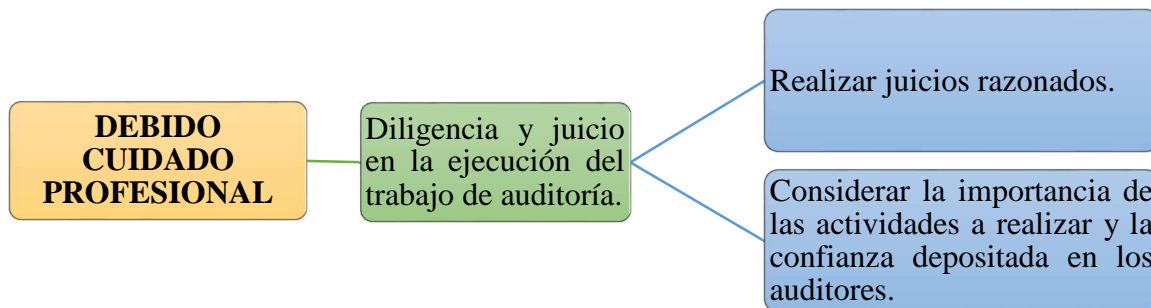 DEBIDO
CUIDADO
PROFESIONAL
Diligencia y juicio
en la ejecución del
trabajo de auditoría.
Realizar juicios razonados.
Considerar la importancia de
las actividades a realizar y la
confianza depositada en los
auditores.